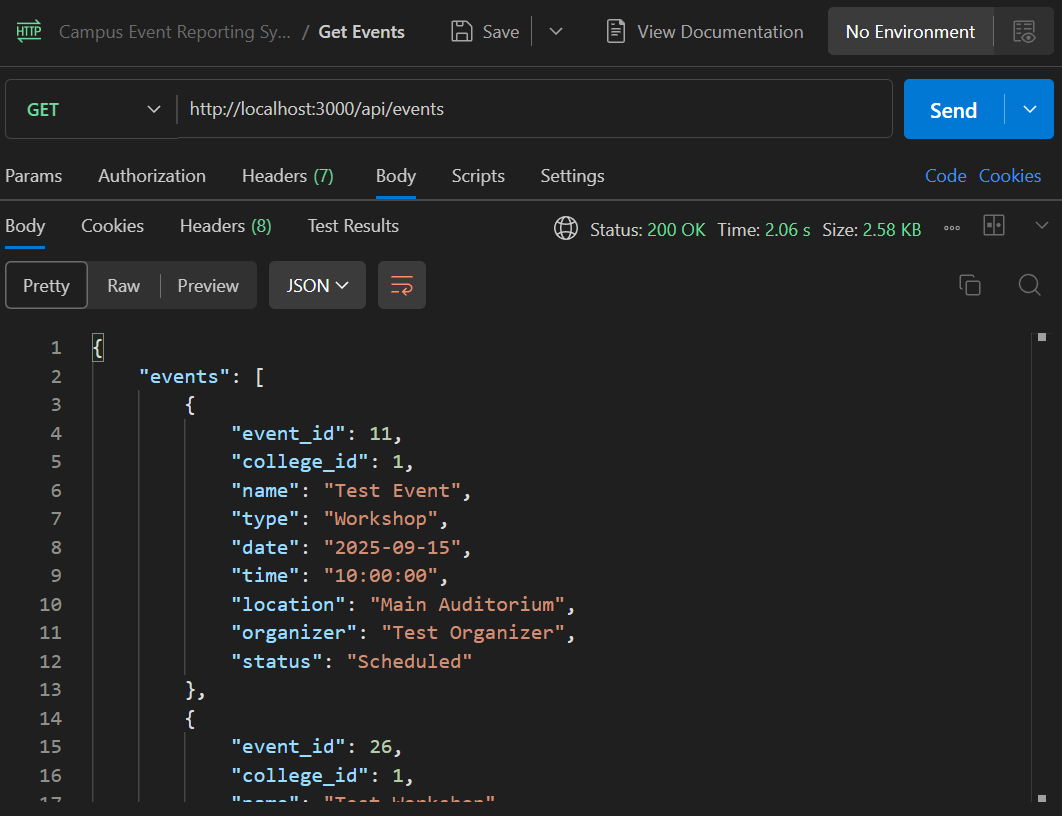 HTTP Campus Event Reporting Sy... / Get Events Save View Documentation No Environment
GET http://localhost:3000/api/events Send
Params Authorization Headers (7) Body Scripts Settings Code Cookies
Body Cookies Headers (8) Test Results Status: 200 OK Time: 2.06 s Size: 2.58 KB
Pretty Raw Preview JSON
1 {
2 "events": [
3 {
4 "event_id": 11,
5 "college_id": 1,
6 "name": "Test Event",
7 "type": "Workshop",
8 "date": "2025-09-15",
9 "time": "10:00:00",
10 "location": "Main Auditorium",
11 "organizer": "Test Organizer",
12 "status": "Scheduled"
13 },
14 {
15 "event_id": 26,
16 "college_id": 1,
17 "name": "Test Workshop"